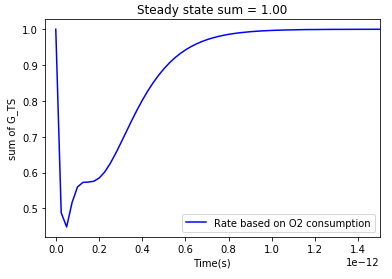 Steady state sum = 1.00
1.0
0.9
0.8
0.7
0.6
0.5
sum of G_TS
Rate based on O2 consumption
0.0 0.2 0.4 0.6 0.8 1.0 1.2 1.4
1e−12
Time(s)